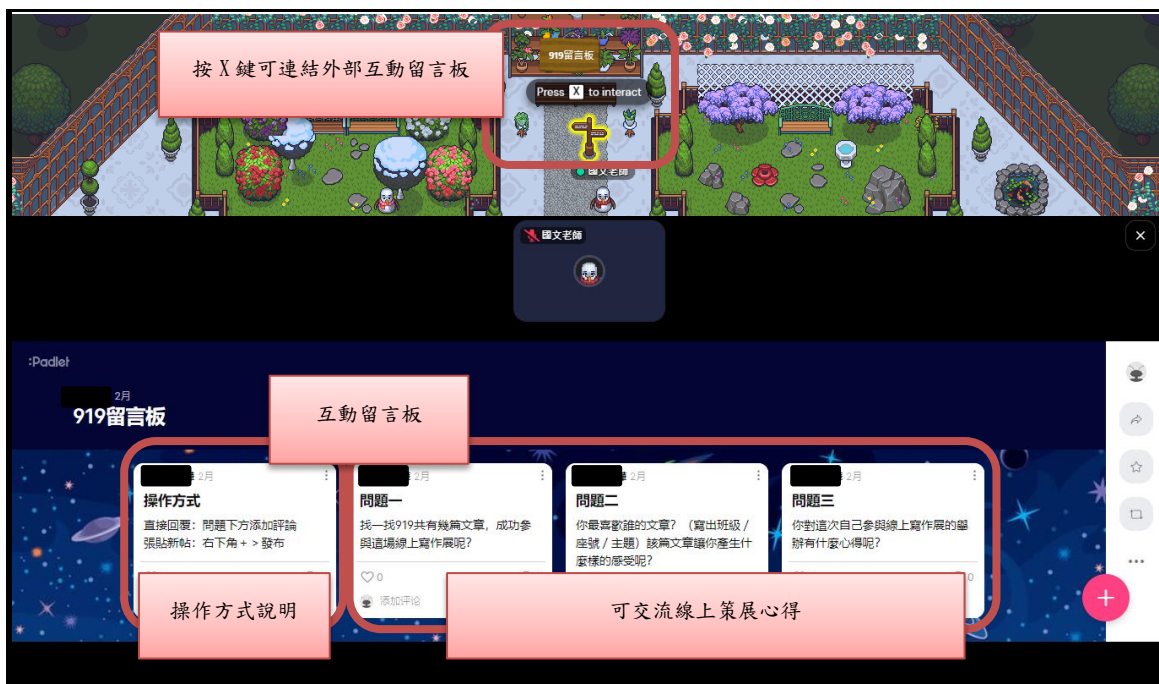 按 X 鍵可連結外部互動留言板
919留言板
Press X to interact
國文老師
國文老師
:Padlet
2月
919留言板
互動留言板
2月
操作方式
直接回覆：問題下方添加評論
張貼新帖：右下角 + > 發布
2月
問題一
找一找919共有幾篇文章，成功參
與這場線上寫作展呢?
0
添加评论
2月
問題二
你最喜歡誰的文章? （寫出班級 /
座號 / 主題）該篇文章讓你產生什
麼樣的感受呢?
2月
問題三
你對這次自己參與線上寫作展的舉
辦有什麼心得呢?
0
操作方式說明
可交流線上策展心得